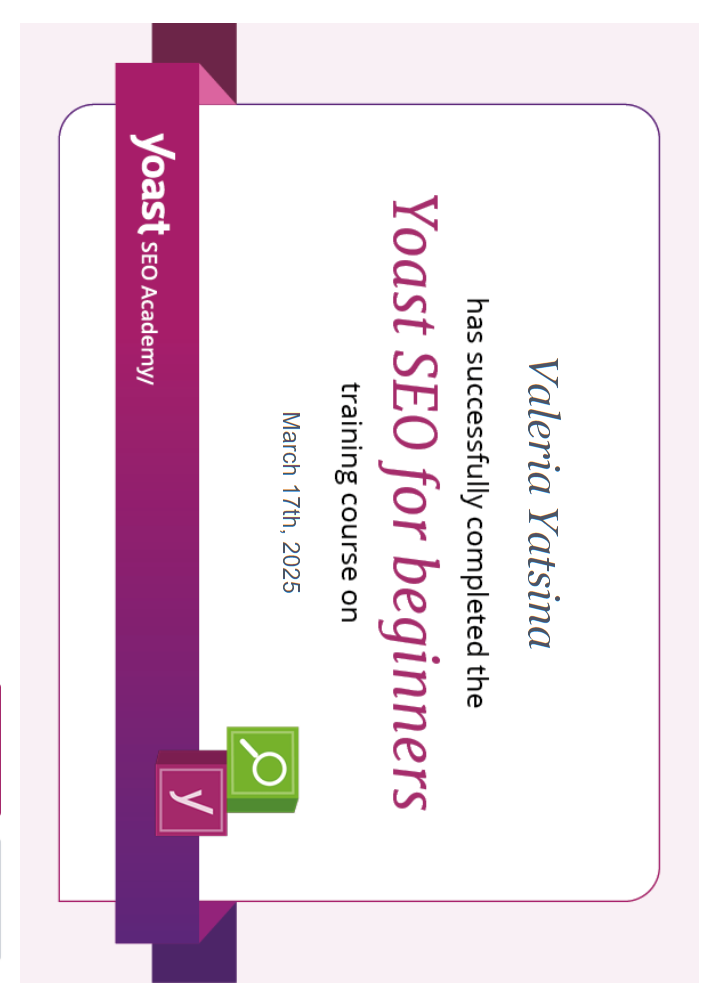 Valeria Yatsina
has successfully completed the
Yoast SEO for beginners
training course on
March 17th, 2025
y
yoast SEO Academy/